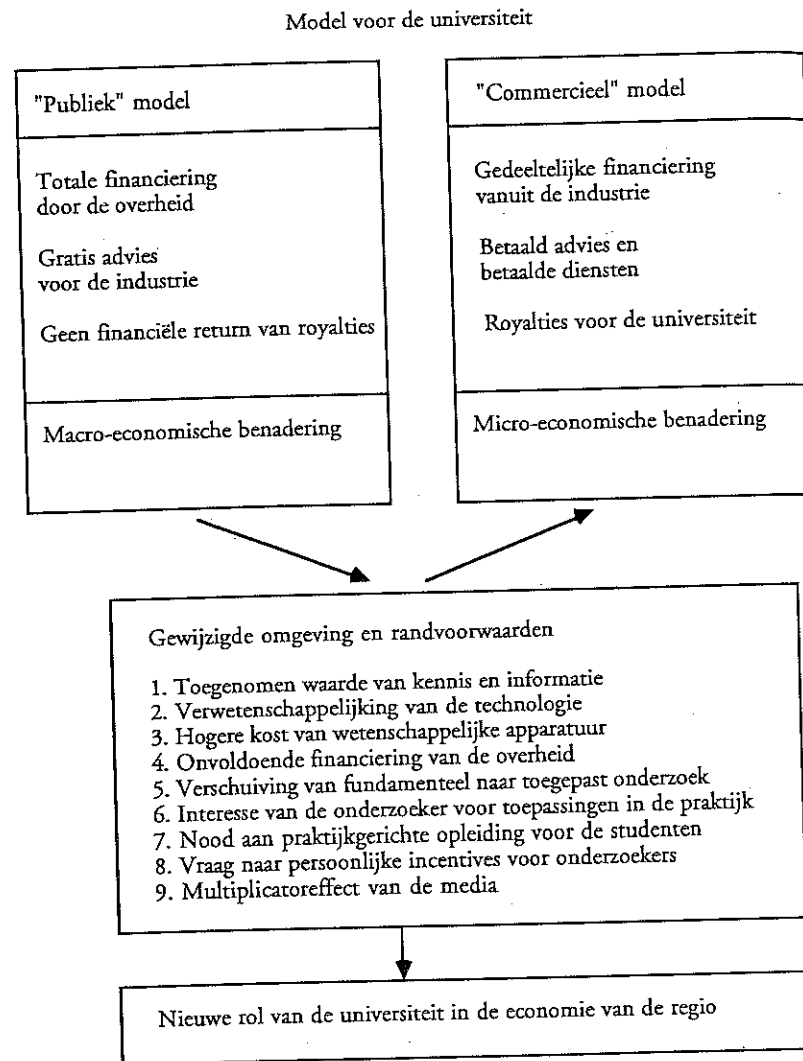 Model voor de universiteit
"Publiek" model
Totale financiering
door de overheid
Gratis advies
voor de industrie
Geen financiële return van royalties
Macro-economische benadering
"Commercieel" model
Gedeeltelijke financiering
vanuit de industrie
Betaald advies en
betaalde diensten
Royalties voor de universiteit
Micro-economische benadering
Gewijzigde omgeving en randvoorwaarden
1. Toegenomen waarde van kennis en informatie
2. Verwetenschappelijking van de technologie
3. Hogere kost van wetenschappelijke apparatuur
4. Onvoldoende financiering van de overheid
5. Verschuiving van fundamenteel naar toegepast onderzoek
6. Interesse van de onderzoeker voor toepassingen in de praktijk
7. Nood aan praktijkgerichte opleiding voor de studenten
8. Vraag naar persoonlijke incentives voor onderzoekers
9. Multiplicatoreffect van de media
Nieuwe rol van de universiteit in de economie van de regio